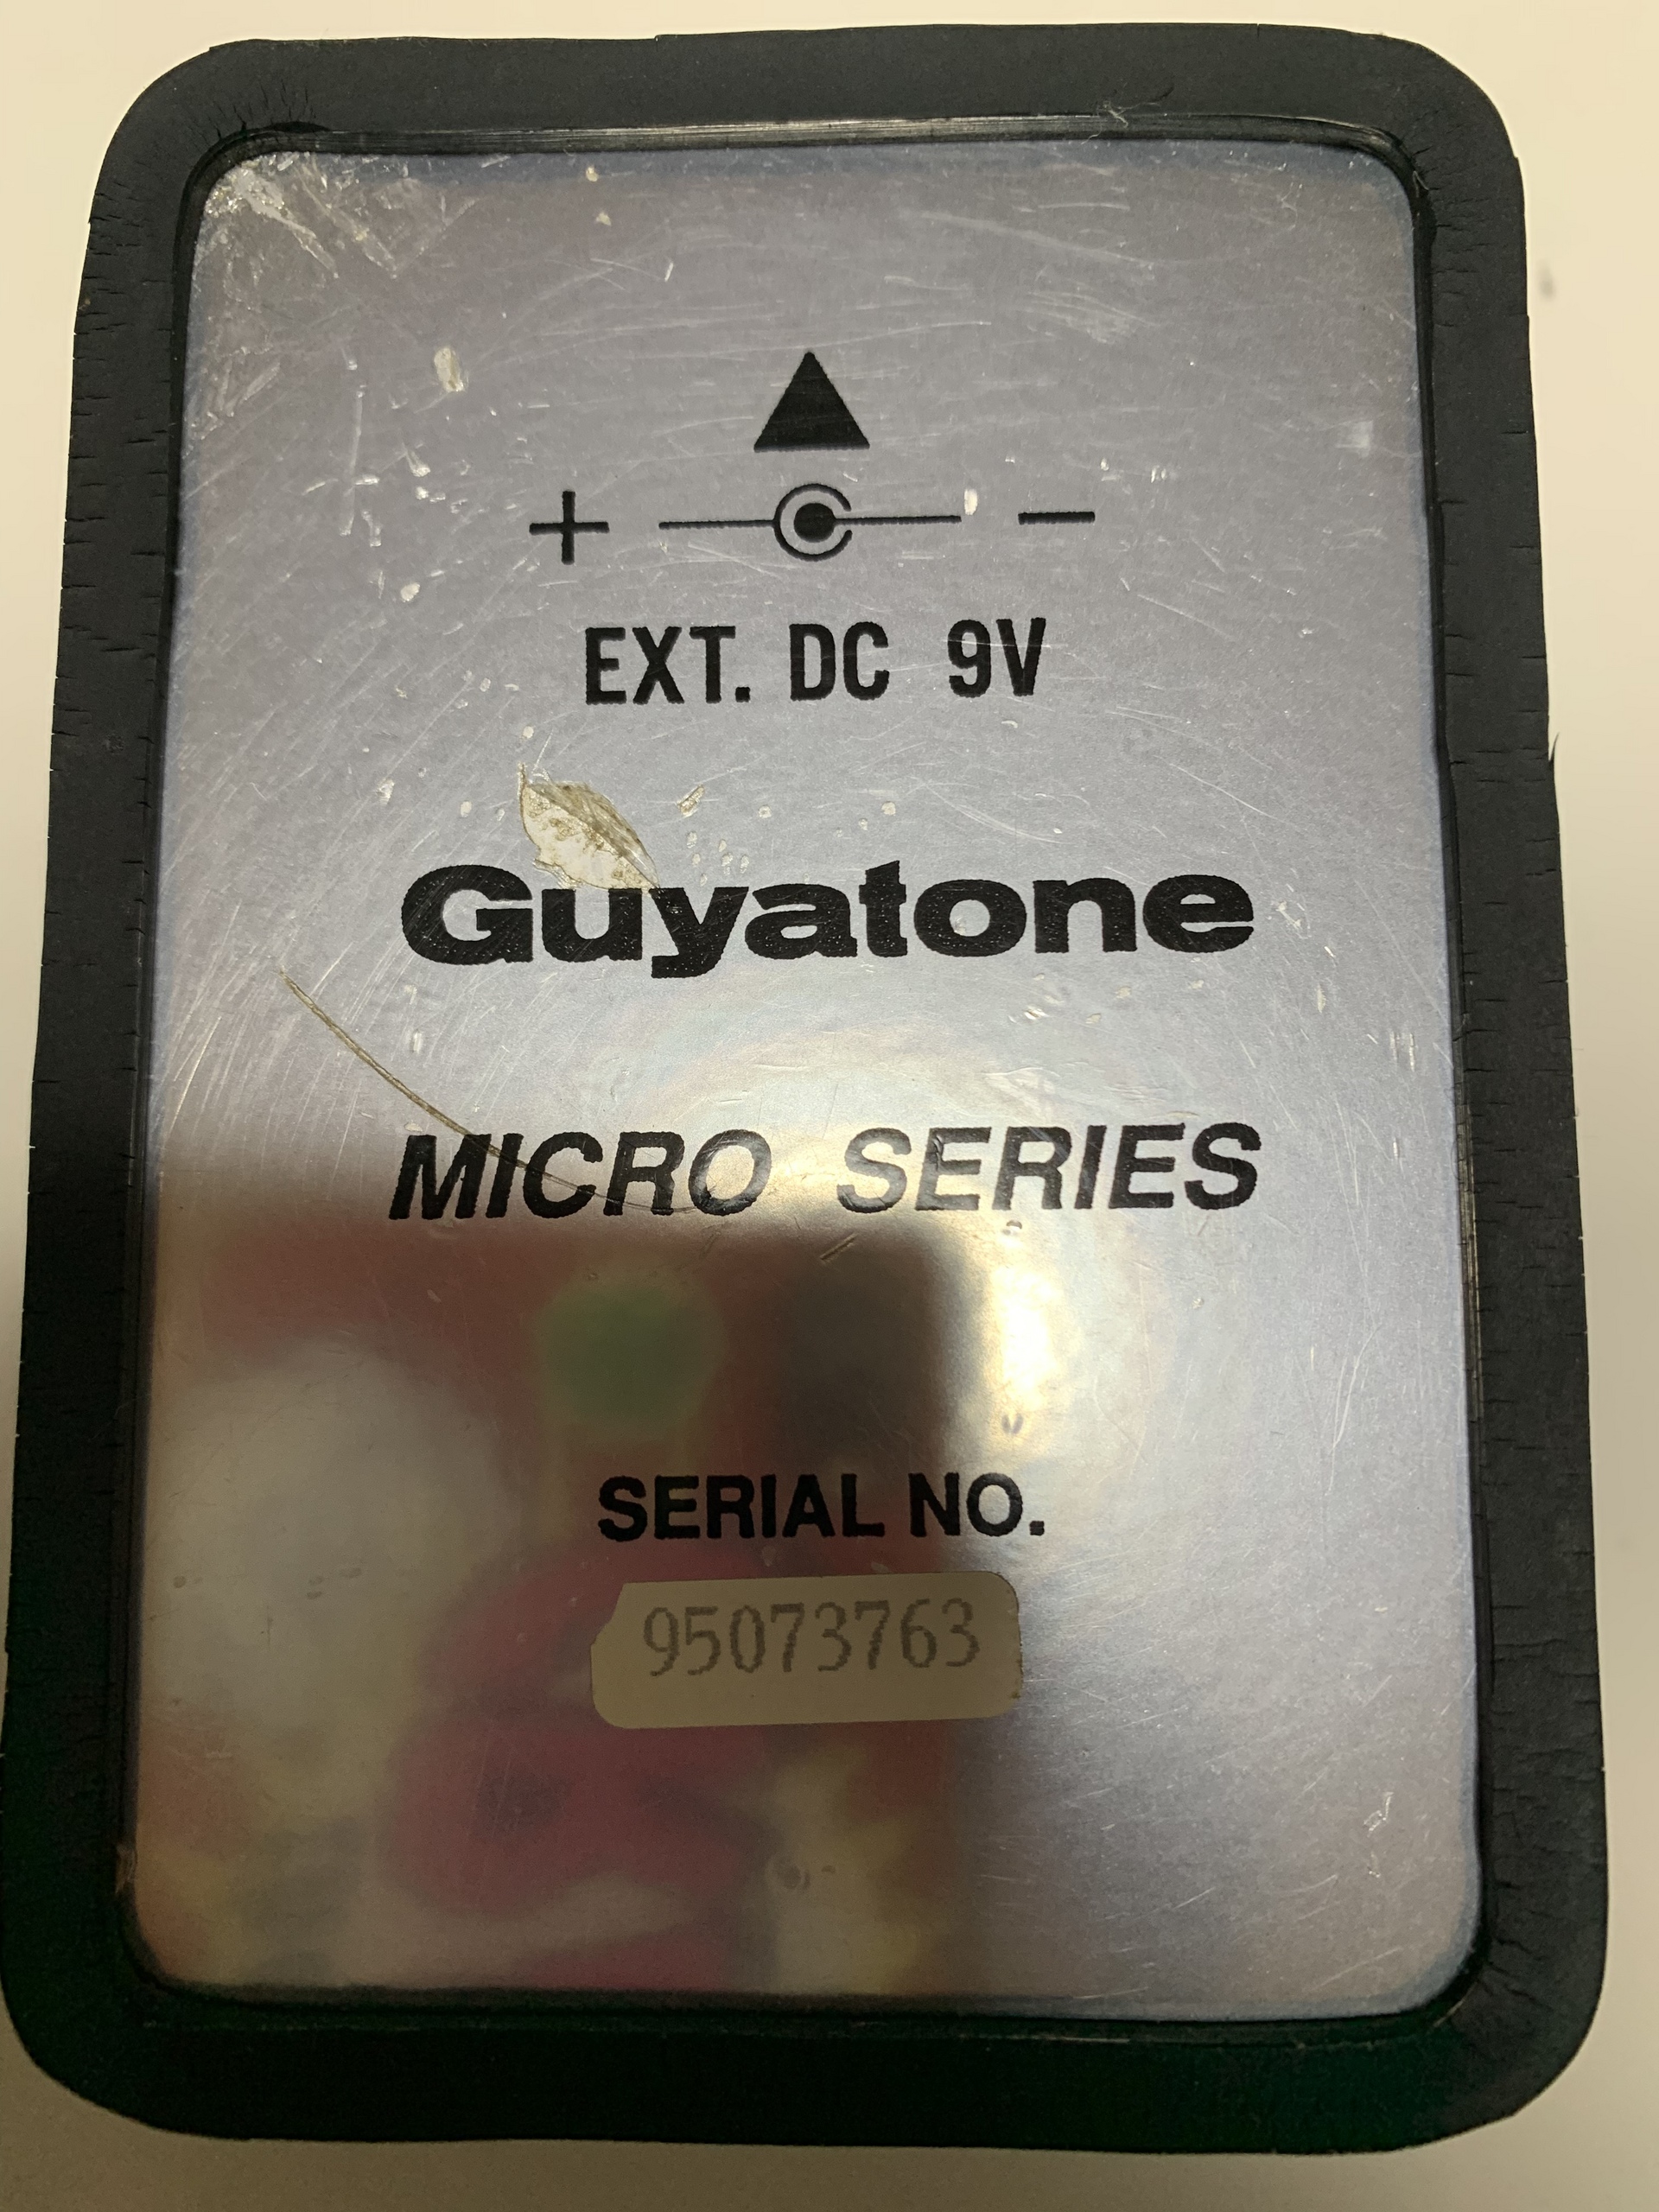 + −
EXT. DC 9V
Guyatone
MICRO SERIES
SERIAL NO.
95073763